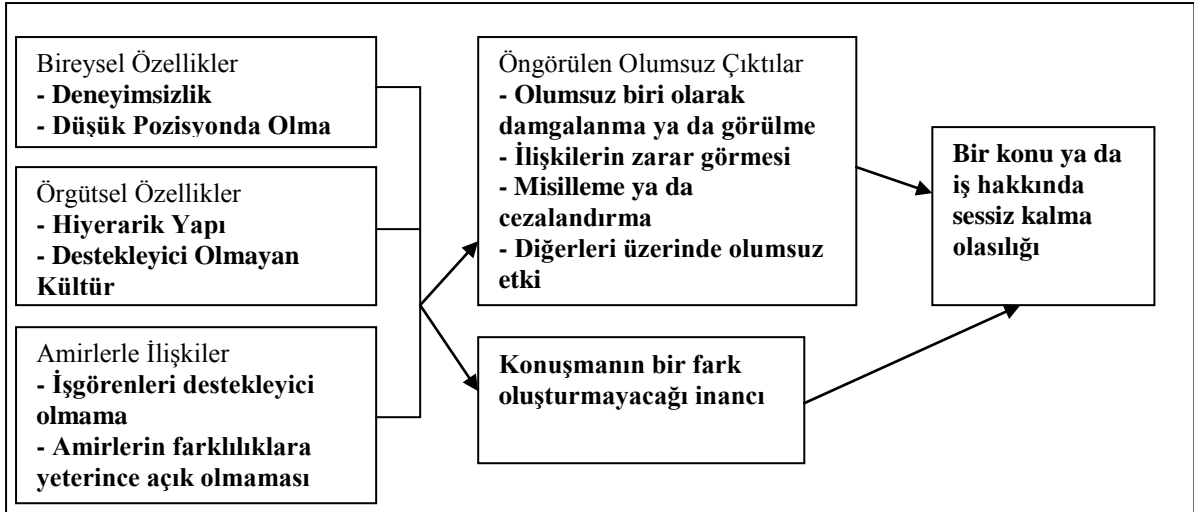 Bireysel Özellikler
- Deneyimsizlik
- Düşük Pozisyonda Olma
Örgütsel Özellikler
- Hiyerarik Yapı
- Destekleyici Olmayan
Kültür
Amirlerle İlişkiler
- İşgörenleri destekleyici
olmama
- Amirlerin farklılıklara
yeterince açık olmaması
Öngörülen Olumsuz Çıktılar
- Olumsuz biri olarak
damgalanma ya da görülme
- İlişkilerin zarar görmesi
- Misilleme ya da
cezalandırma
- Diğerleri üzerinde olumsuz
etki
Konuşmanın bir fark
oluşturmayacağı inancı
Bir konu ya da
iş hakkında
sessiz kalma
olasılığı